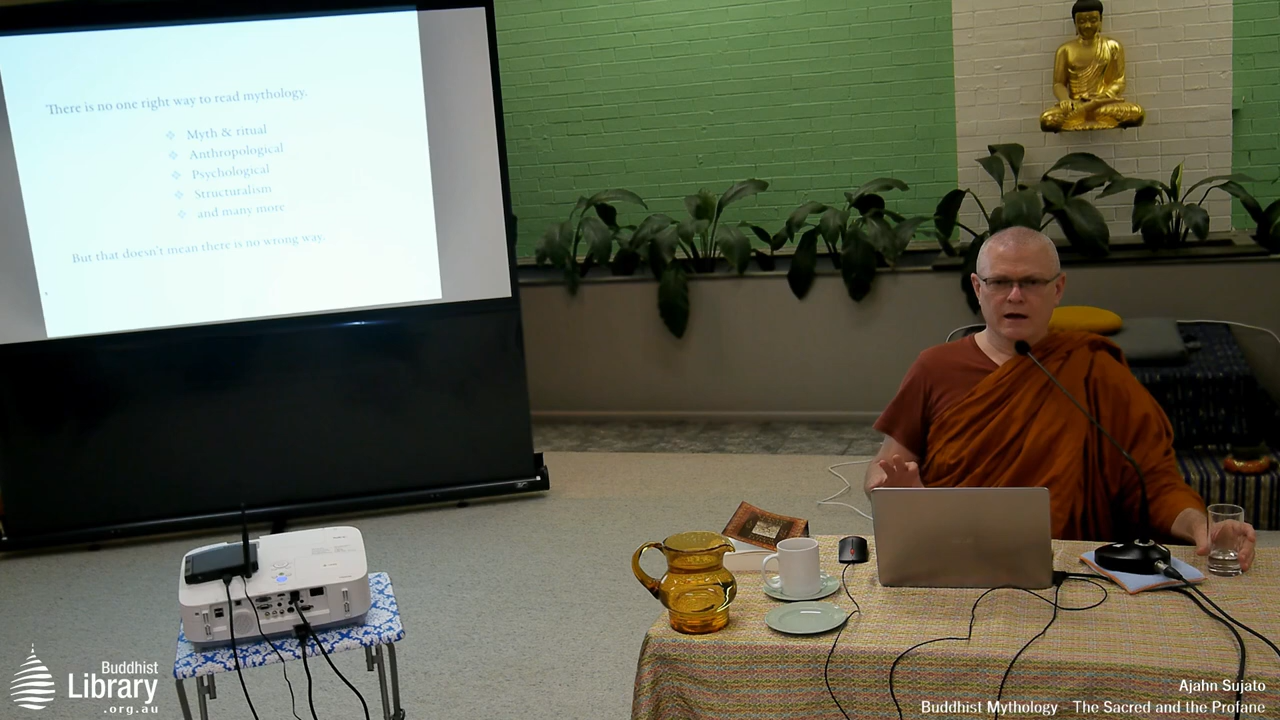 There is no one right way to read mythology.
❖ Myth & ritual
❖ Anthropological
❖ Psychological
❖ Structuralism
❖ and many more
But that doesn't mean there is no wrong way.
Buddhist
Library
.org.au
Ajahn Sujato
Buddhist Mythology The Sacred and the Profane